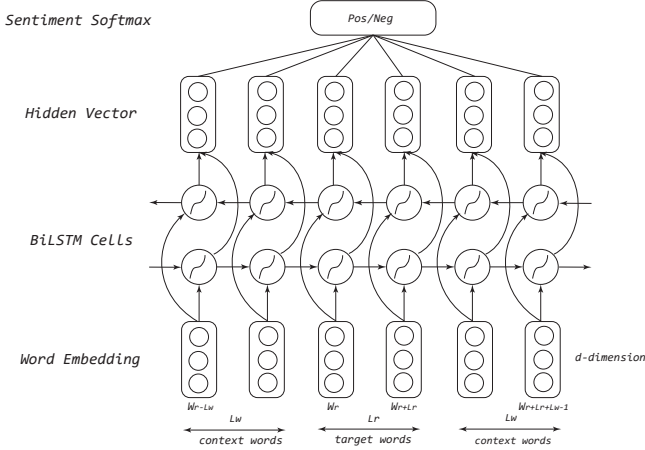 Sentiment Softmax
Pos/Neg
Hidden Vector
BiLSTM Cells
Word Embedding
d-dimension
Wr-Lw
Wr
Wr+Lr
Wr+Lr+Lw-1
Lw
Lr
Lw
context words
target words
context words